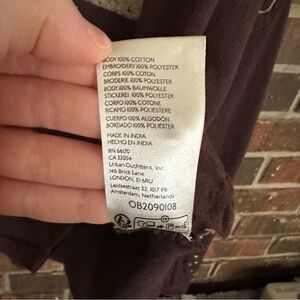 BODY 100% COTTON
EMBROIDERY 100% POLYESTER
CORPS 100% COTON
BRODERIE 100% POLYESTER
BODY 100% BAUMWOLLE
STICKEREI 100% POLYESTER
CORPO 100% COTONE
RICAMO 100% POLIESTERE
CUERPO 100% ALGODÓN
BORDADO 100% POLIÉSTER
MADE IN INDIA
HECHO EN INDIA
RN 66170
CA 32054
Urban Outfitters, Inc
146 Brick Lane
LONDON, E1 6RU
Leidsestraat 32, 1017 PB
Amsterdam, Netherlands
OB2090108